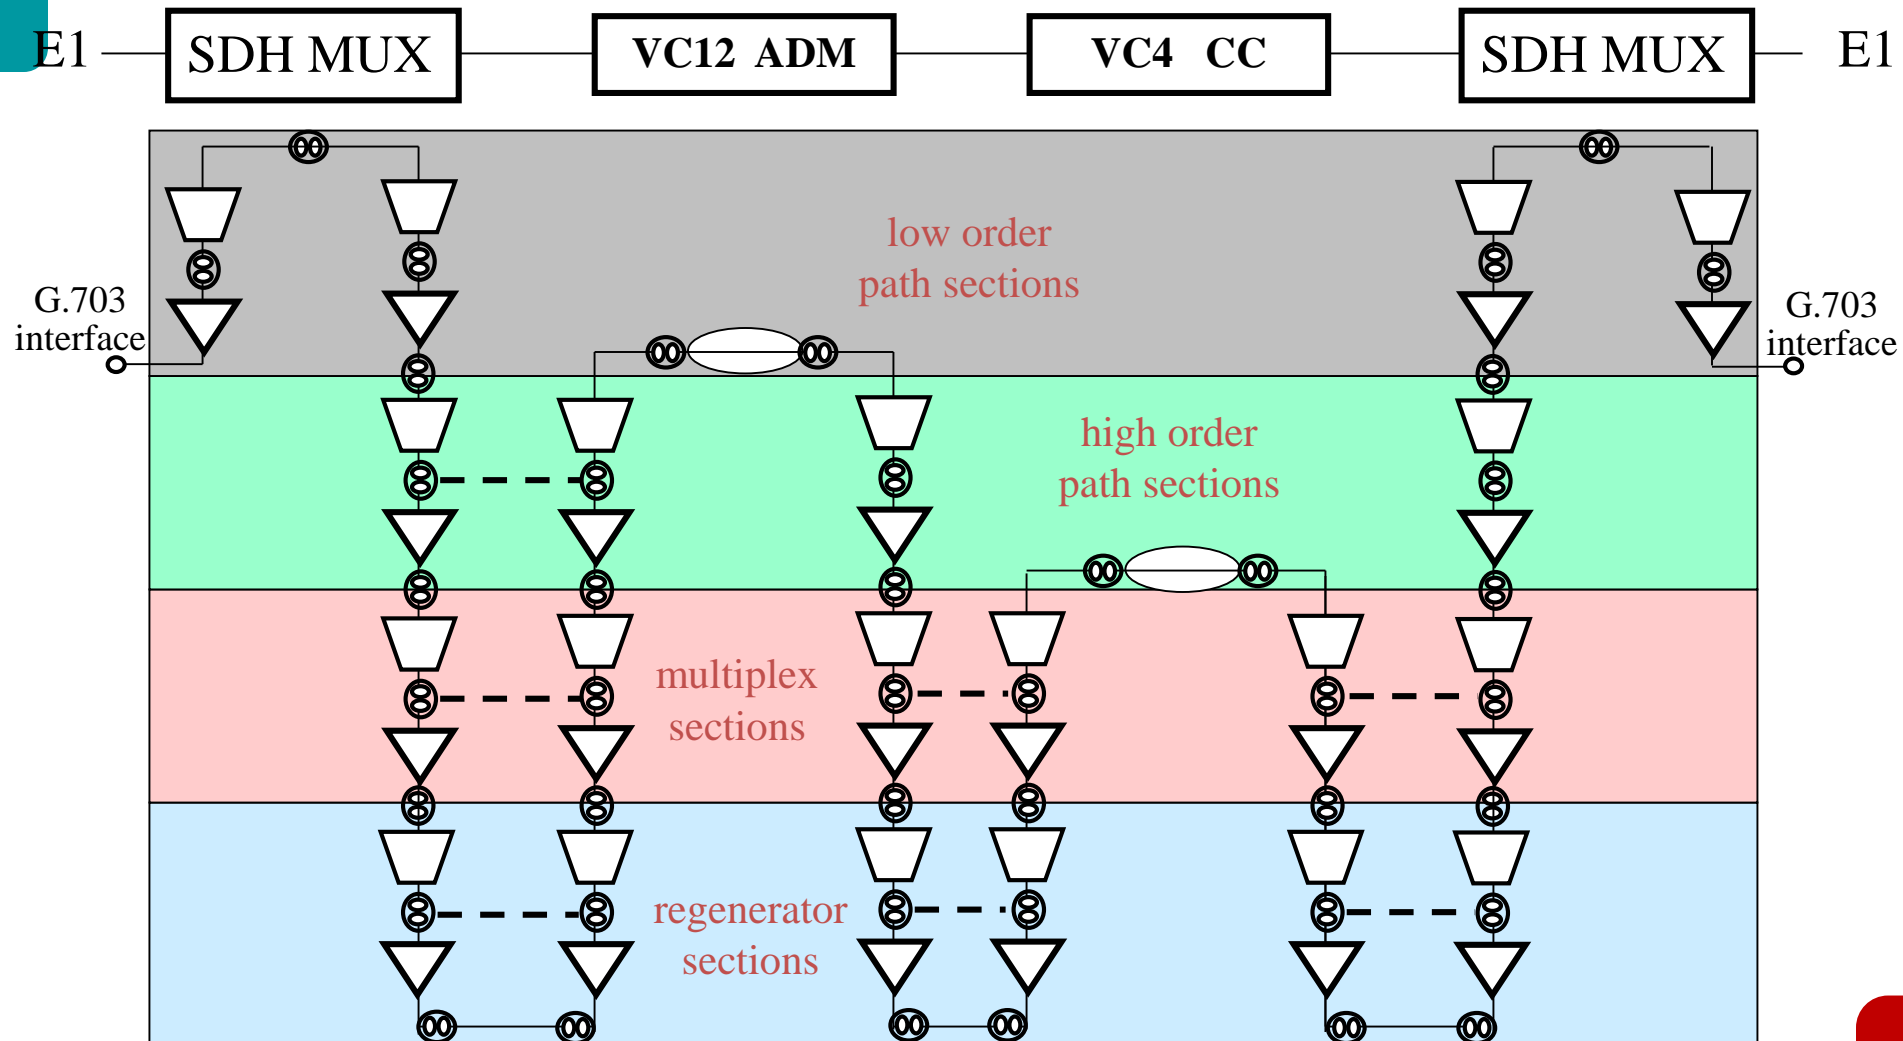 E1
SDH MUX
VC12 ADM
VC4 CC
SDH MUX
E1
low order
path sections
G.703
interface
G.703
interface
high order
path sections
multiplex
sections
regenerator
sections